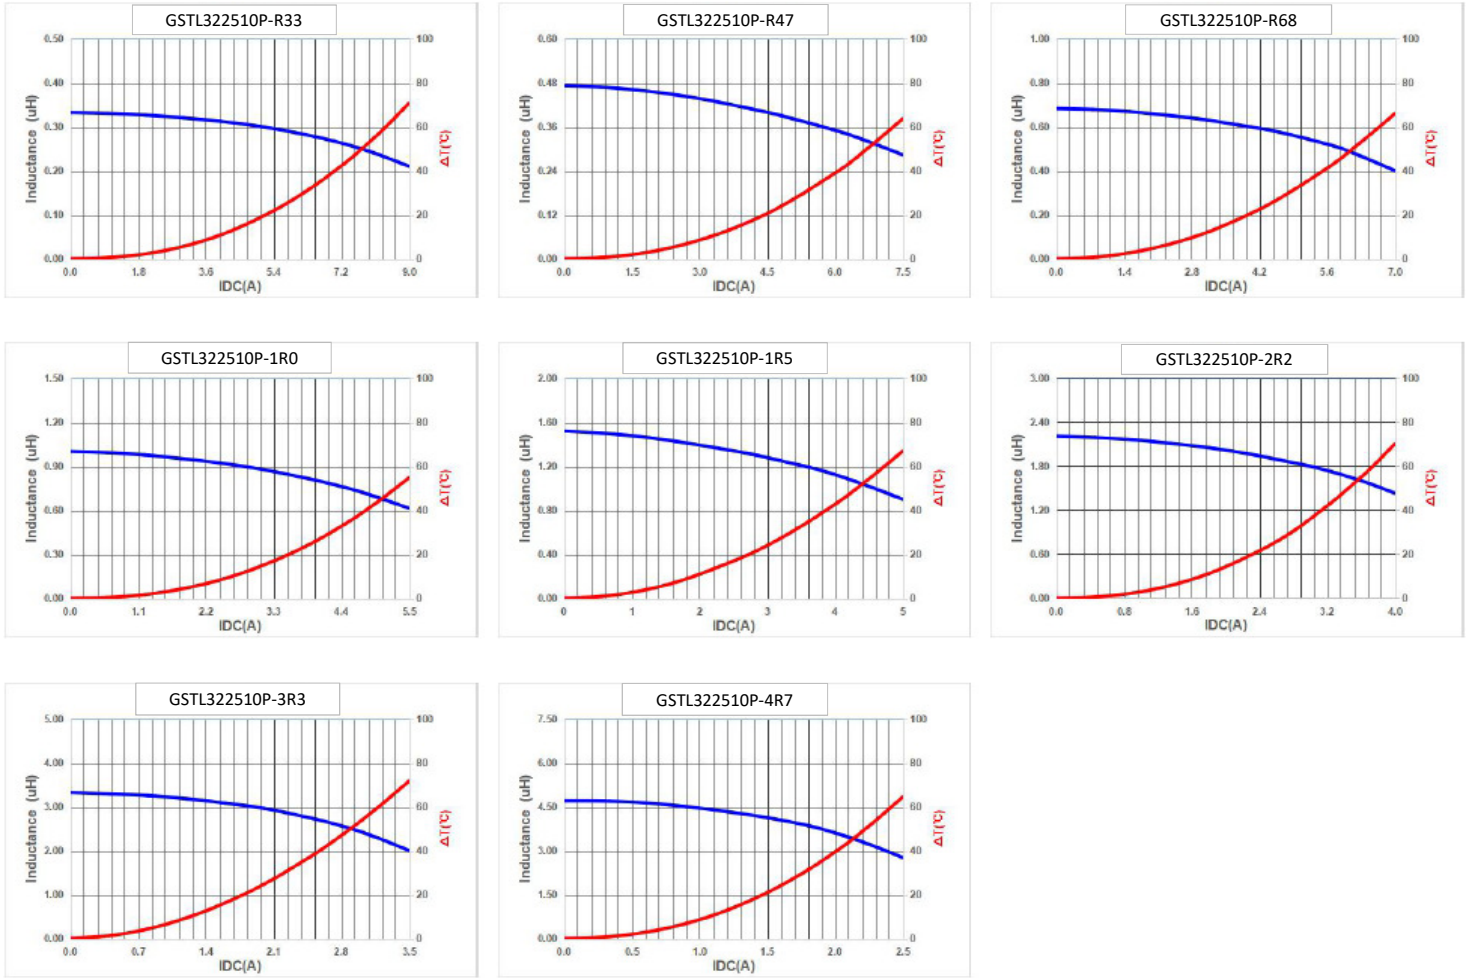 GSTL322510P-R33
0.50
0.40
0.30
0.20
0.10
0.00
Inductance (uH)
100
80
60
40
20
0
ΔT(℃)
0.0 1.8 3.6 5.4 7.2 9.0
IDC(A)
GSTL322510P-R47
0.60
0.48
0.36
0.24
0.12
0.00
Inductance (uH)
100
80
60
40
20
0
ΔT(℃)
0.0 1.5 3.0 4.5 6.0 7.5
IDC(A)
GSTL322510P-R68
1.00
0.80
0.60
0.40
0.20
0.00
Inductance (uH)
100
80
60
40
20
0
ΔT(℃)
0.0 1.4 2.8 4.2 5.6 7.0
IDC(A)
GSTL322510P-1R0
1.50
1.20
0.90
0.60
0.30
0.00
Inductance (uH)
100
80
60
40
20
0
ΔT(℃)
0.0 1.1 2.2 3.3 4.4 5.5
IDC(A)
GSTL322510P-1R5
2.00
1.60
1.20
0.80
0.40
0.00
Inductance (uH)
100
80
60
40
20
0
ΔT(℃)
0 1 2 3 4 5
IDC(A)
GSTL322510P-2R2
3.00
2.40
1.80
1.20
0.60
0.00
Inductance (uH)
100
80
60
40
20
0
ΔT(℃)
0.0 0.8 1.6 2.4 3.2 4.0
IDC(A)
GSTL322510P-3R3
5.00
4.00
3.00
2.00
1.00
0.00
Inductance (uH)
100
80
60
40
20
0
ΔT(℃)
0.0 0.7 1.4 2.1 2.8 3.5
IDC(A)
GSTL322510P-4R7
7.50
6.00
4.50
3.00
1.50
0.00
Inductance (uH)
100
80
60
40
20
0
ΔT(℃)
0.0 0.5 1.0 1.5 2.0 2.5
IDC(A)